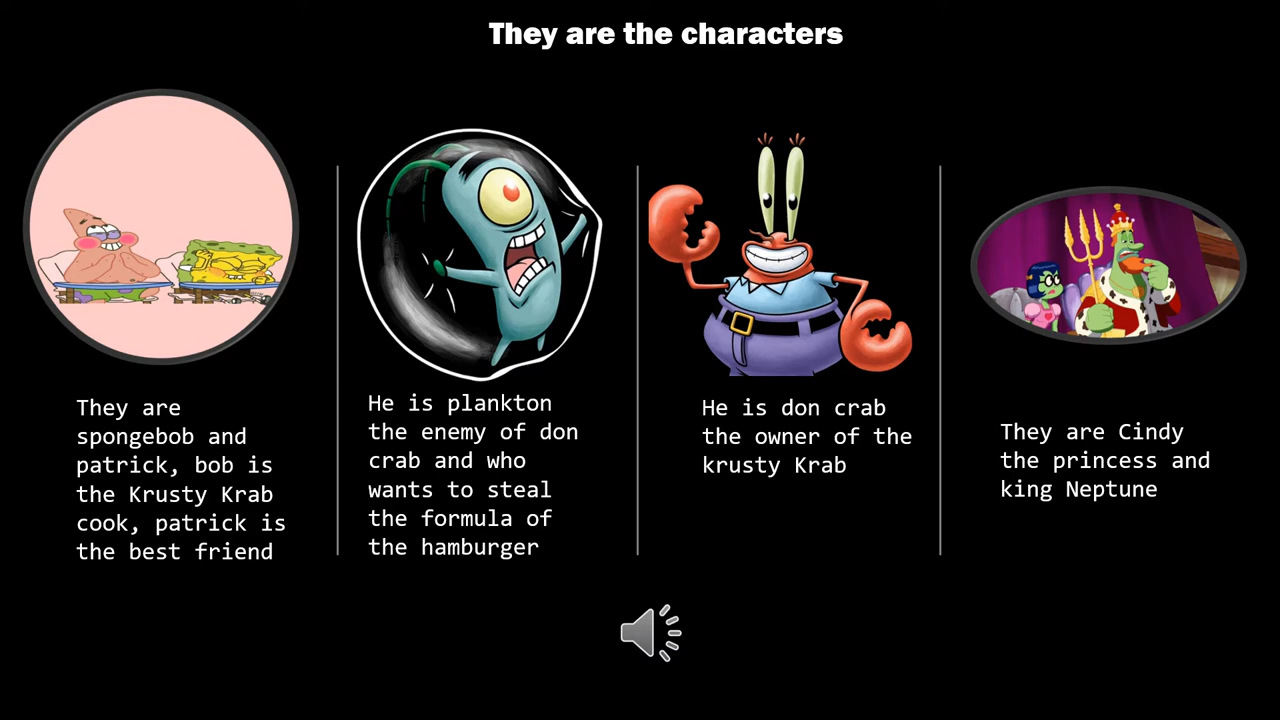 They are the characters
They are
spongebob and
patrick, bob is
the Krusty Krab
cook, patrick is
the best friend
He is plankton
the enemy of don
crab and who
wants to steal
the formula of
the hamburger
He is don crab
the owner of the
krusty Krab
They are Cindy
the princess and
king Neptune